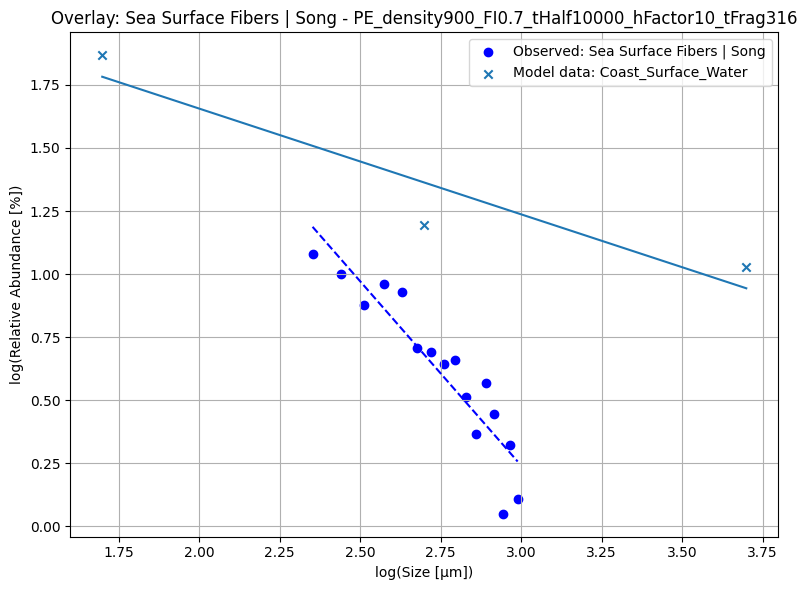 Overlay: Sea Surface Fibers | Song - PE_density900_FI0.7_tHalf10000_hFactor10_tFrag316
Observed: Sea Surface Fibers | Song
Model data: Coast_Surface_Water
log(Relative Abundance [%])
1.75
1.50
1.25
1.00
0.75
0.50
0.25
0.00
1.75 2.00 2.25 2.50 2.75 3.00 3.25 3.50 3.75
log(Size [µm])